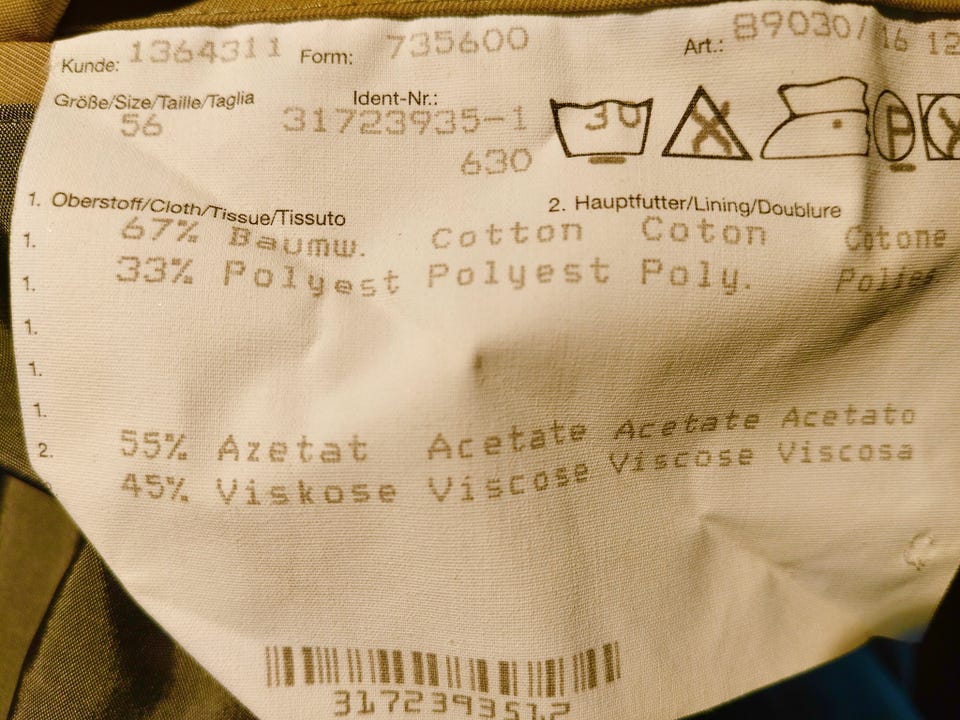 Kunde: 1364311 Form: 735600 Art.: 89030/16 12
Größe/Size/Taille/Taglia Ident-Nr.:
56 31723935-1
630
30 P
1. Oberstoff/Cloth/Tissue/Tissuto 2. Hauptfutter/Lining/Doublure
1. 67% Baumw. Cotton Coton Cotone
1. 33% Polyest Polyest Poly. Polies
1.
1.
1.
2. 55% Azetat Acetate Acetate Acetato
45% Viskose Viscose Viscose Viscosa